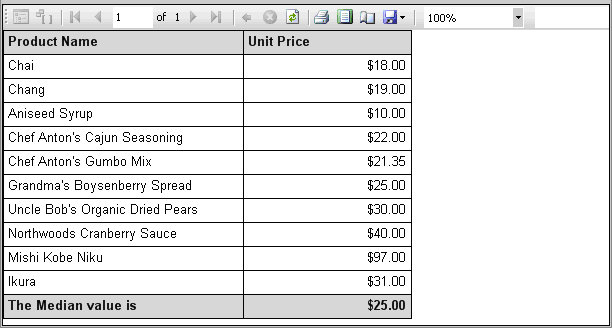 1 of 1 100%
Product Name Unit Price
Chai $18.00
Chang $19.00
Aniseed Syrup $10.00
Chef Anton's Cajun Seasoning $22.00
Chef Anton's Gumbo Mix $21.35
Grandma's Boysenberry Spread $25.00
Uncle Bob's Organic Dried Pears $30.00
Northwoods Cranberry Sauce $40.00
Mishi Kobe Niku $97.00
Ikura $31.00
The Median value is $25.00